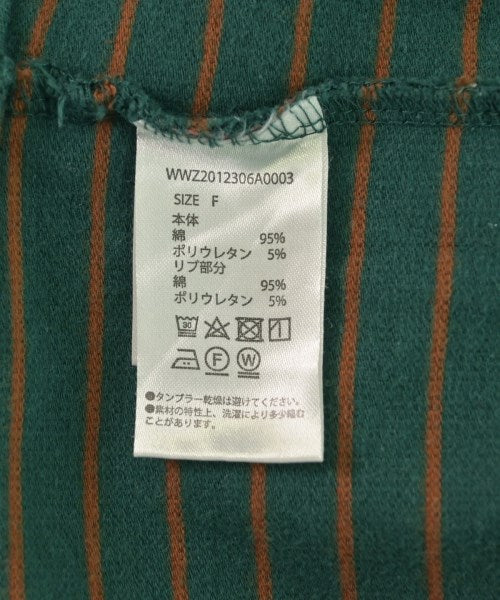 WWZ2012306A0003
SIZE F
本体
綿 95%
ポリウレタン 5%
リブ部分
綿 95%
ポリウレタン 5%
30
F W
●タンブラー乾燥は避けてください。
●素材の特性上、洗濯により多少縮む
ことがあります。